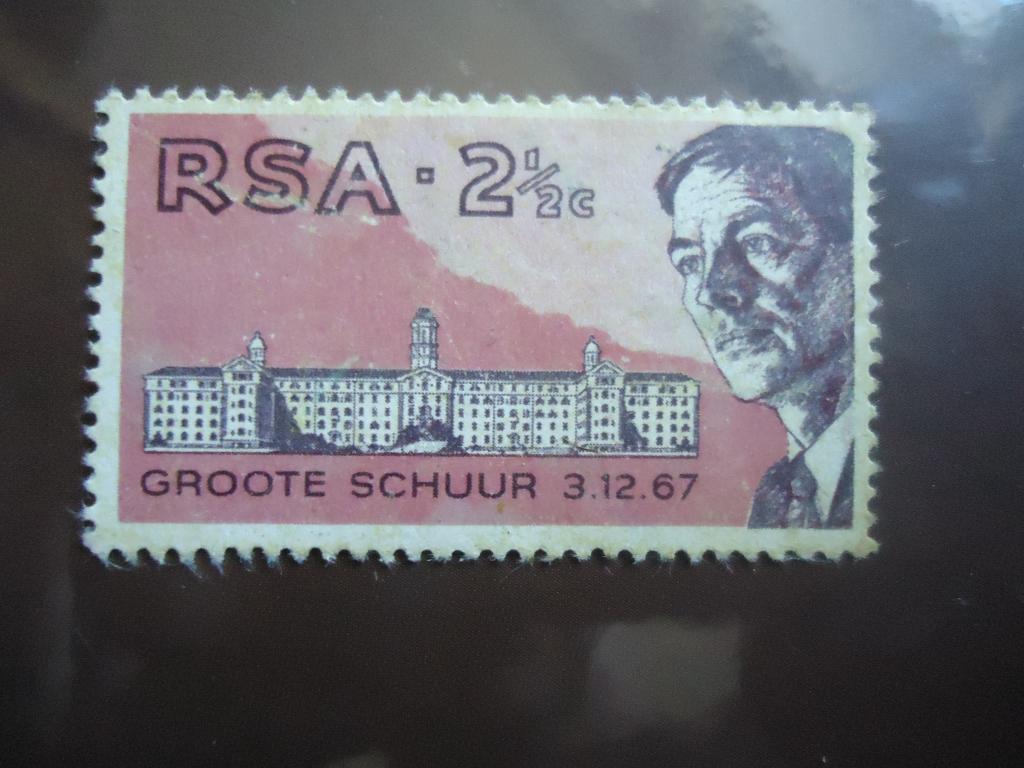 RSA · 2½c
GROOTE SCHUUR 3.12.67